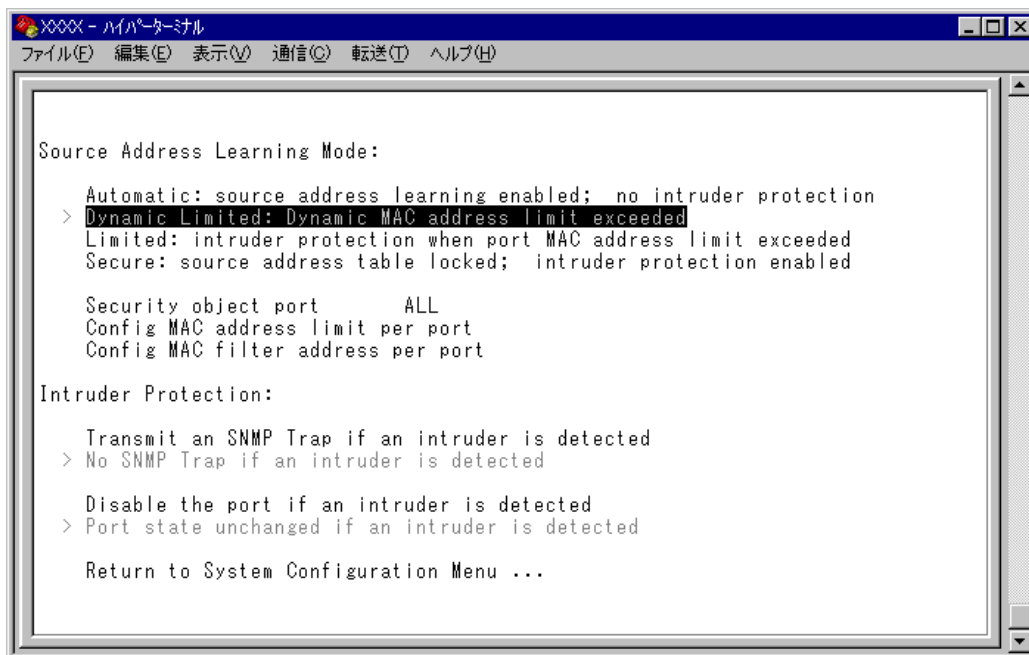 XXXX - ハイパーターミナル
ファイル(F) 編集(E) 表示(V) 通信(C) 転送(T) ヘルプ(H)
Source Address Learning Mode:
Automatic: source address learning enabled; no intruder protection
> Dynamic Limited: Dynamic MAC address limit exceeded
Limited: intruder protection when port MAC address limit exceeded
Secure: source address table locked; intruder protection enabled
Security object port ALL
Config MAC address limit per port
Config MAC filter address per port
Intruder Protection:
Transmit an SNMP Trap if an intruder is detected
> No SNMP Trap if an intruder is detected
Disable the port if an intruder is detected
> Port state unchanged if an intruder is detected
Return to System Configuration Menu ...